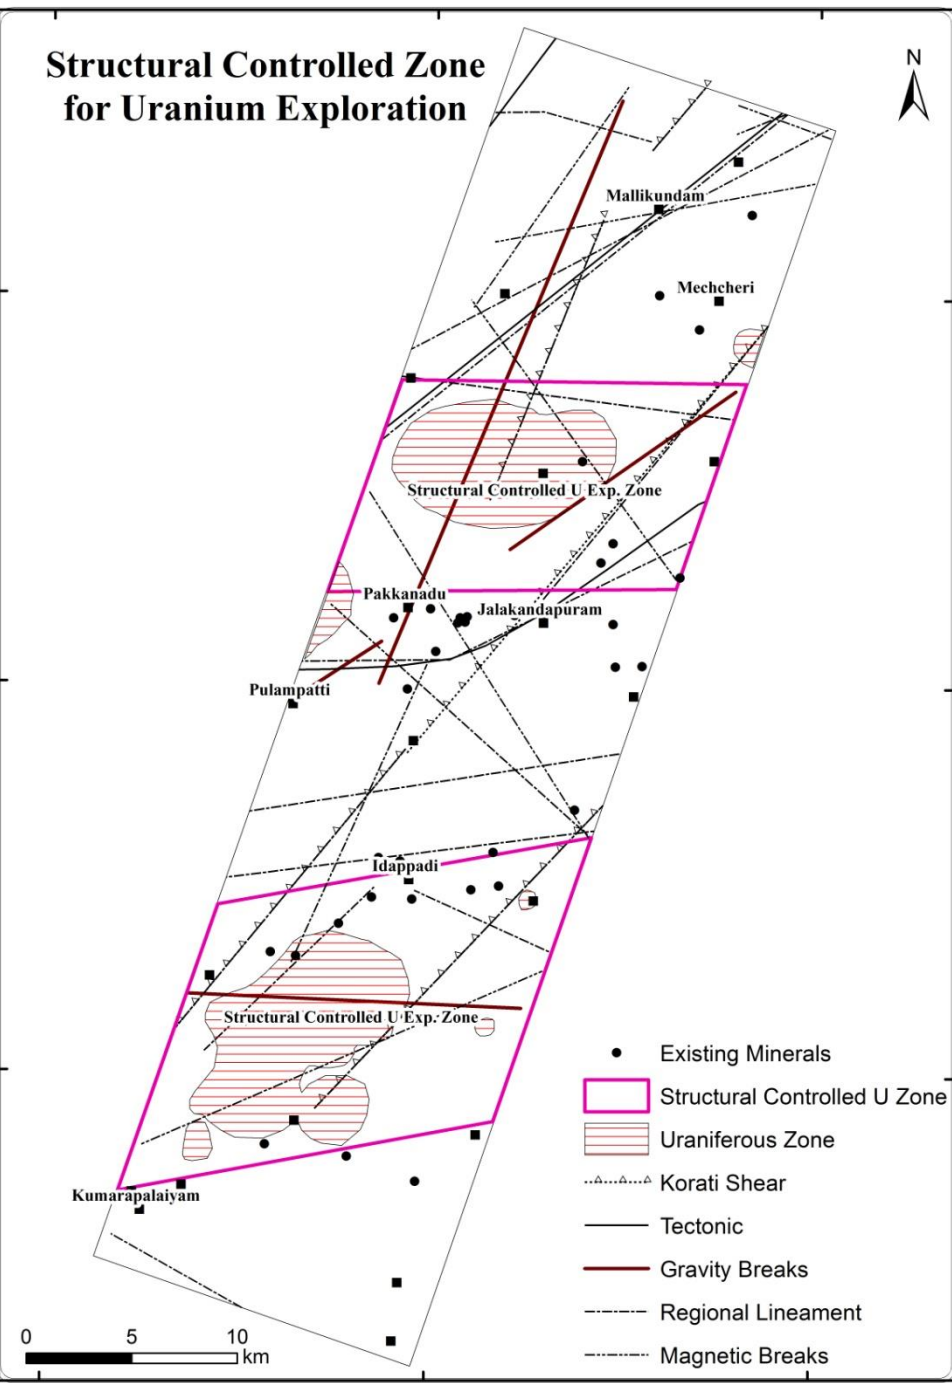 Structural Controlled Zone
for Uranium Exploration
N
Mallikundam
Mechcheri
Structural Controlled U Exp. Zone
Pakkanadu
Jalakandapuram
Pulampatti
Idappadi
Structural Controlled U Exp. Zone
Kumarapalaiyam
Existing Minerals
Structural Controlled U Zone
Uraniferous Zone
Korati Shear
Tectonic
Gravity Breaks
Regional Lineament
Magnetic Breaks
0 5 10
km